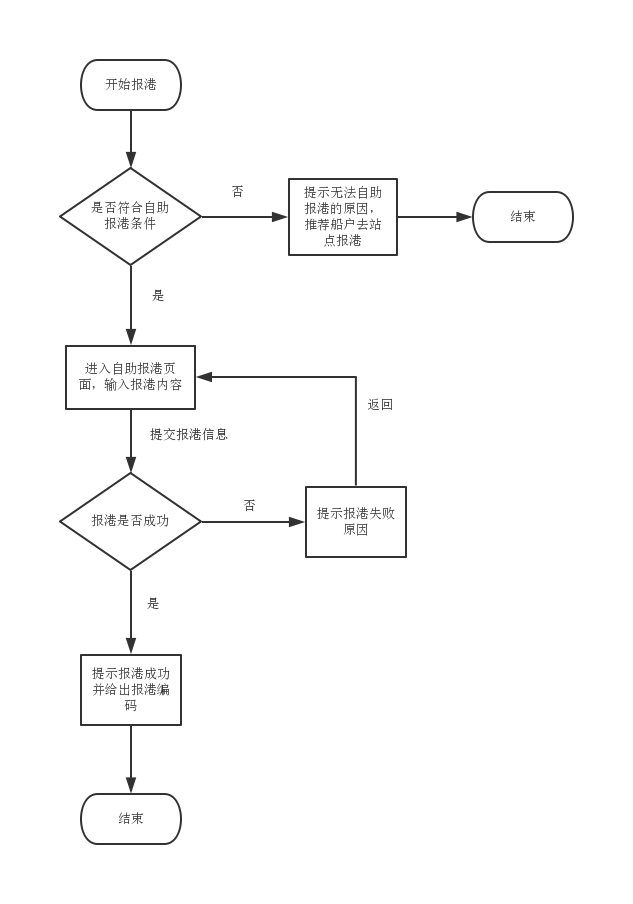 开始报港
是否符合自助
报港条件
否
提示无法自助
报港的原因，
推荐船户去站
点报港
结束
是
进入自助报港页
面，输入报港内容
返回
提交报港信息
报港是否成功
否
提示报港失败
原因
是
提示报港成功
并给出报港编
码
结束